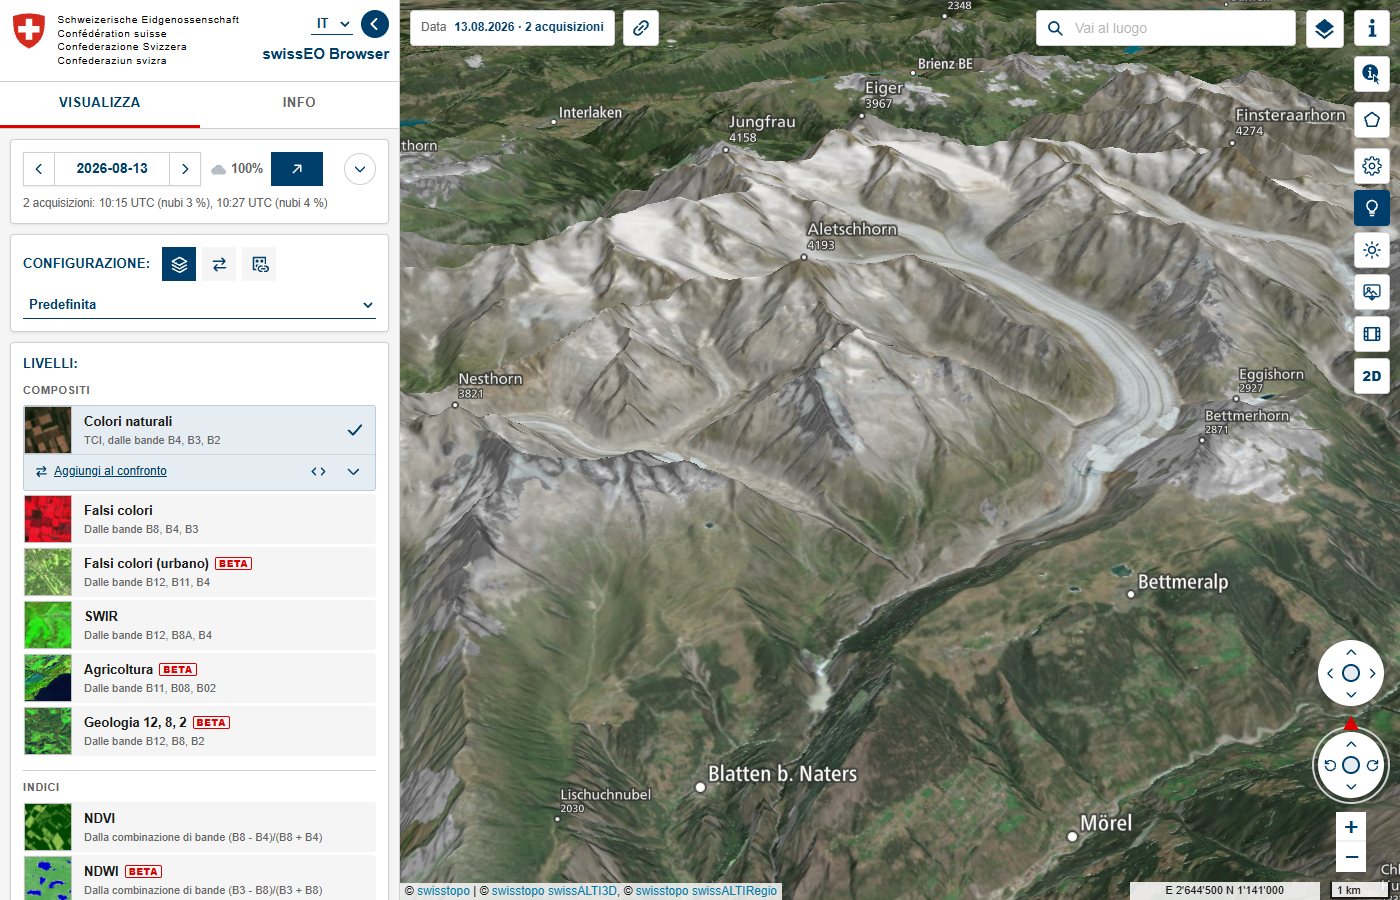 Schweizerische Eidgenossenschaft
Confédération suisse
Confederazione Svizzera
Confederaziun svizra
IT
swissEO Browser
VISUALIZZA
INFO
2026-08-13
100%
2 acquisizioni: 10:15 UTC (nubi 3 %), 10:27 UTC (nubi 4 %)
CONFIGURAZIONE:
Predefinita
LIVELLI:
COMPOSITI
Colori naturali
TCI, dalle bande B4, B3, B2
Aggiungi al confronto
Falsi colori
Dalle bande B8, B4, B3
Falsi colori (urbano) BETA
Dalle bande B12, B11, B4
SWIR
Dalle bande B12, B8A, B4
Agricoltura BETA
Dalle bande B11, B08, B02
Geologia 12, 8, 2 BETA
Dalle bande B12, B8, B2
INDICI
NDVI
Dalla combinazione di bande (B8 - B4)/(B8 + B4)
NDWI BETA
Dalla combinazione di bande (B3 - B8)/(B3 + B8)
Data 13.08.2026 · 2 acquisizioni
Vai al luogo
2D
2348
Brienz BE
Eiger
3967
Interlaken
Jungfrau
4158
Finsteraarhorn
4274
thorn
Aletschhorn
4193
Nesthorn
3821
Eggishorn
2927
Bettmerhorn
2871
Bettmeralp
Blatten b. Naters
Lischuchnubel
2030
Mörel
© swisstopo | © swisstopo swissALTI3D, © swisstopo swissALTIRegio
E 2'644'500 N 1'141'000
1 km